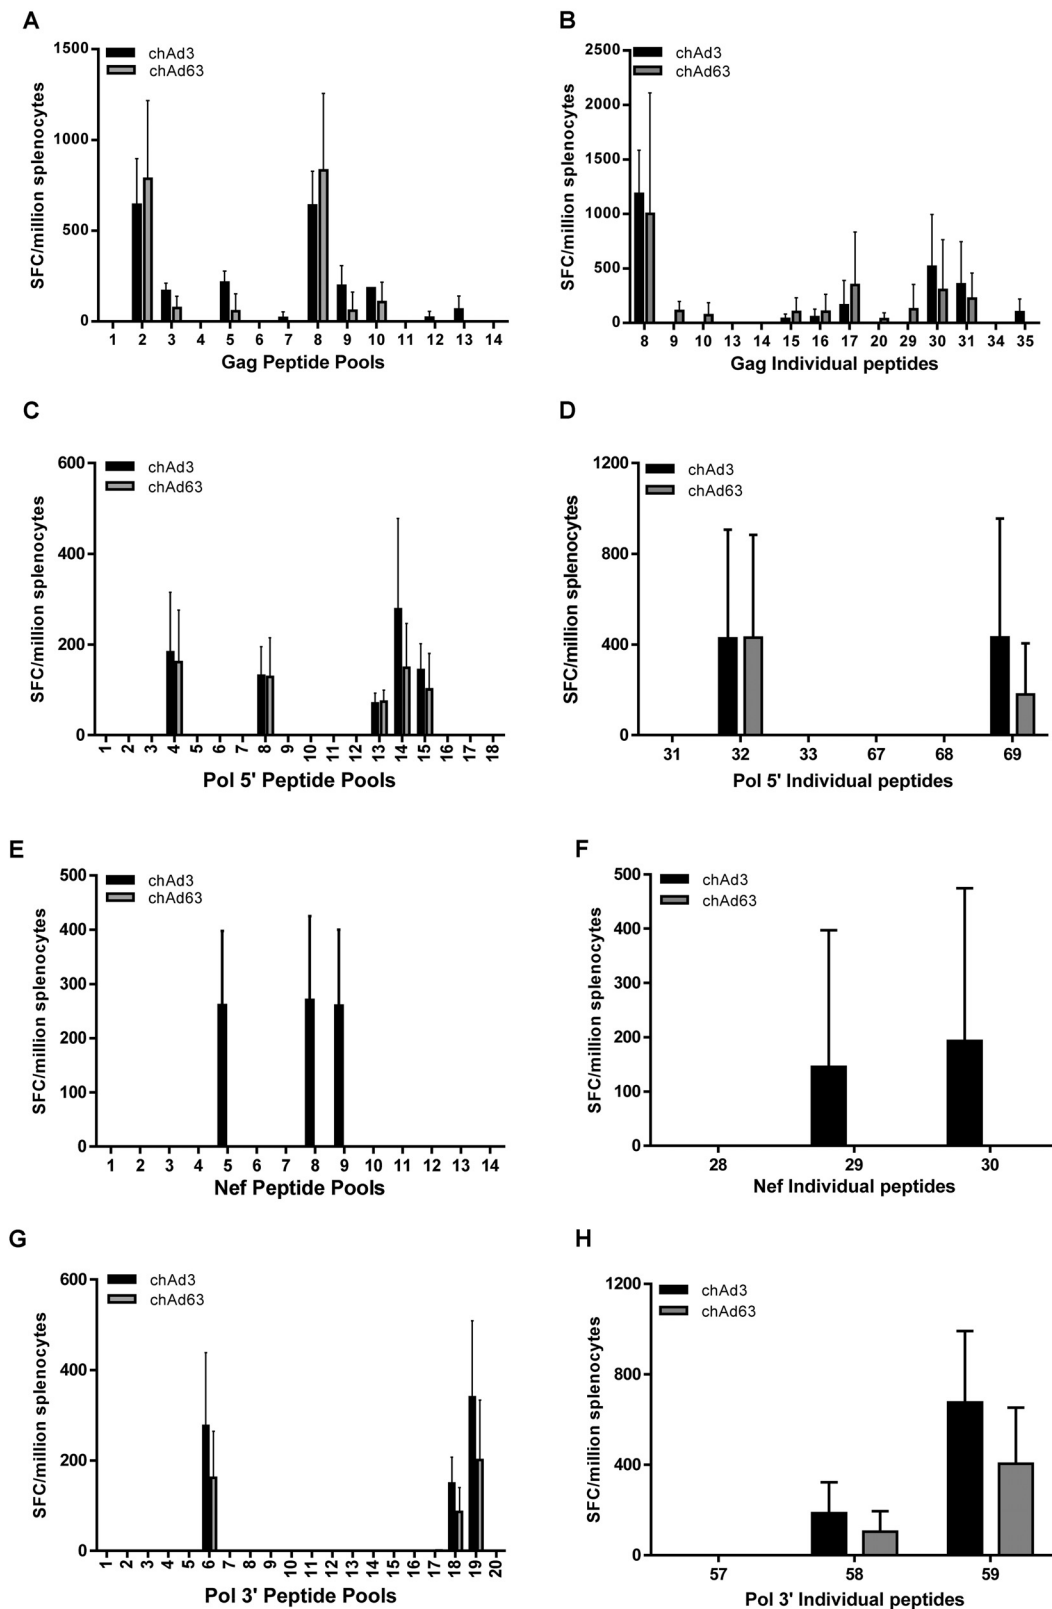 A
SFC/million splenocytes
1500
1000
500
0
chAd3
chAd63
1 2 3 4 5 6 7 8 9 10 11 12 13 14
Gag Peptide Pools
B
SFC/million splenocytes
2500
2000
1500
1000
500
0
chAd3
chAd63
8 9 10 13 14 15 16 17 20 29 30 31 34 35
Gag Individual peptides
C
SFC/million splenocytes
600
400
200
0
chAd3
chAd63
1 2 3 4 5 6 7 8 9 10 11 12 13 14 15 16 17 18
Pol 5' Peptide Pools
D
SFC/million splenocytes
1200
800
400
0
chAd3
chAd63
31 32 33 67 68 69
Pol 5' Individual peptides
E
SFC/million splenocytes
500
400
300
200
100
0
chAd3
chAd63
1 2 3 4 5 6 7 8 9 10 11 12 13 14
Nef Peptide Pools
F
SFC/million splenocytes
500
400
300
200
100
0
chAd3
chAd63
28 29 30
Nef Individual peptides
G
SFC/million splenocytes
600
400
200
0
chAd3
chAd63
1 2 3 4 5 6 7 8 9 10 11 12 13 14 15 16 17 18 19 20
Pol 3' Peptide Pools
H
SFC/million splenocytes
1200
800
400
0
chAd3
chAd63
57 58 59
Pol 3' Individual peptides